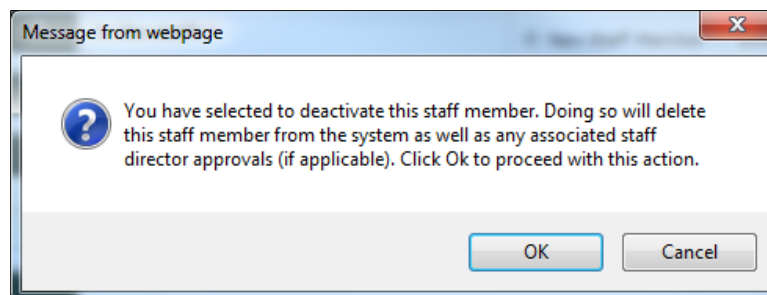 Message from webpage
You have selected to deactivate this staff member. Doing so will delete
this staff member from the system as well as any associated staff
director approvals (if applicable). Click Ok to proceed with this action.
OK Cancel